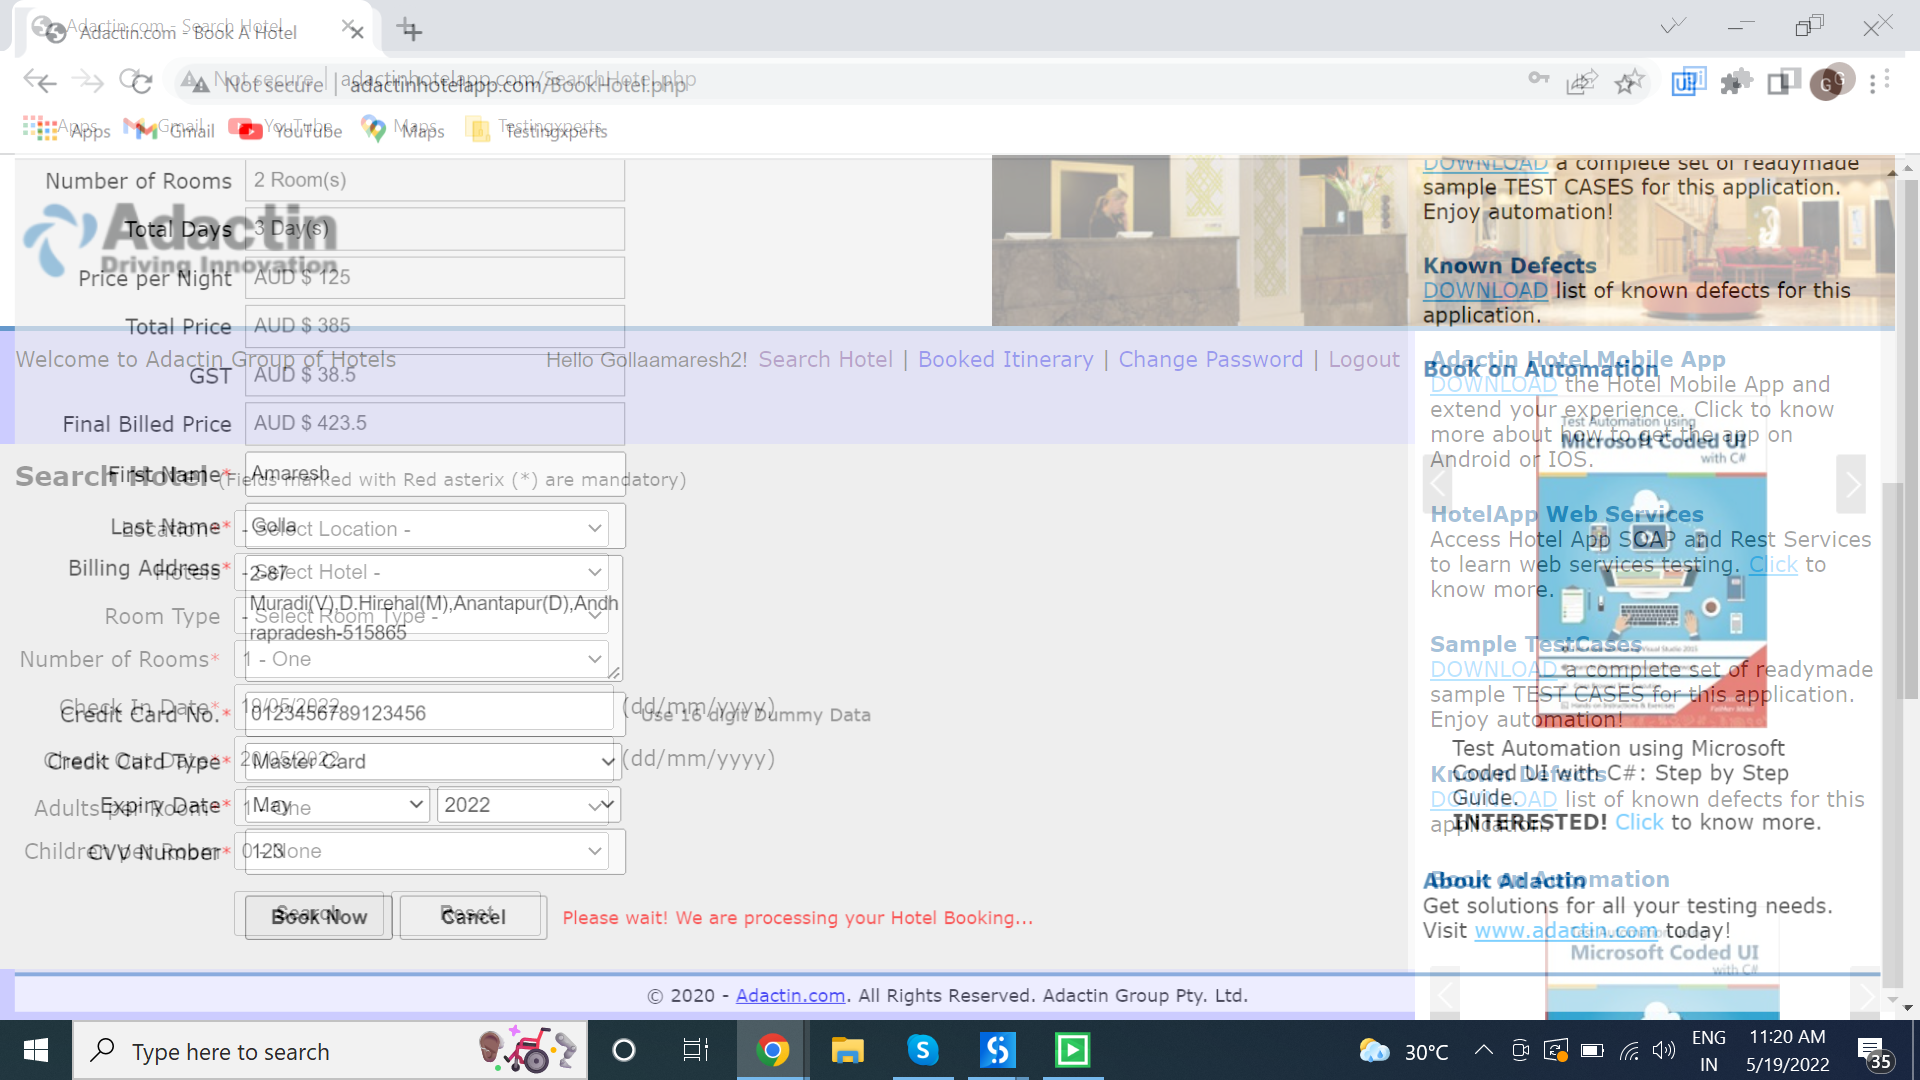 Adactin.com - Search Hotel
Adactin.com - Book A Hotel
Not secure | adactinhotelapp.com/SearchHotel.php
Not secure | adactinhotelapp.com/BookHotel.php
Apps Gmail YouTube Maps Testingxperts
Apps Gmail YouTube Maps Testingxperts
Number of Rooms 2 Room(s)
Adactin
Driving Innovation
Total Days 3 Day(s)
Price per Night AUD $ 125
Total Price AUD $ 385
Welcome to Adactin Group of Hotels
Hello Gollaamaresh2! Search Hotel | Booked Itinerary | Change Password | Logout
GST AUD $ 38.5
Final Billed Price AUD $ 423.5
Search Hotel (Fields marked with Red asterix (*) are mandatory)
First Name* Amaresh
Last Name* Golla
Location* - Select Location -
Billing Address* 2-87
Muradi(V),D.Hirehal(M),Anantapur(D),Andh
rapradesh-515865
Hotels - Select Hotel -
Room Type - Select Room Type -
Number of Rooms* 1 - One
Check In Date* 19/05/2022 (dd/mm/yyyy)
Credit Card No.* 0123456789123456 Use 16 digit Dummy Data
Check Out Date* 20/05/2022 (dd/mm/yyyy)
Credit Card Type* Master Card
Expiry Date* May 2022
Adults per Room* 1 - One
Children per Room 0 - None
CVV Number* 123
Search Reset
Book Now Cancel Please wait! We are processing your Hotel Booking...
© 2020 - Adactin.com. All Rights Reserved. Adactin Group Pty. Ltd.
DOWNLOAD a complete set of readymade
sample TEST CASES for this application.
Enjoy automation!
Known Defects
DOWNLOAD list of known defects for this
application.
Book on Automation
Test Automation using
Microsoft Coded UI
with C#
Test Automation using Microsoft
Coded UI with C#: Step by Step
Guide.
INTERESTED! Click to know more.
About Adactin
Get solutions for all your testing needs.
Visit www.adactin.com today!
Adactin Hotel Mobile App
DOWNLOAD the Hotel Mobile App and
extend your experience. Click to know
more about how to get the app on
Android or IOS.
HotelApp Web Services
Access Hotel App SOAP and Rest Services
to learn web services testing. Click to
know more.
Sample TestCases
DOWNLOAD a complete set of readymade
sample TEST CASES for this application.
Enjoy automation!
Known Defects
DOWNLOAD list of known defects for this
application.
Book on Automation
Microsoft Coded UI
with C#
Type here to search
30°C
ENG
IN
11:20 AM
5/19/2022
35